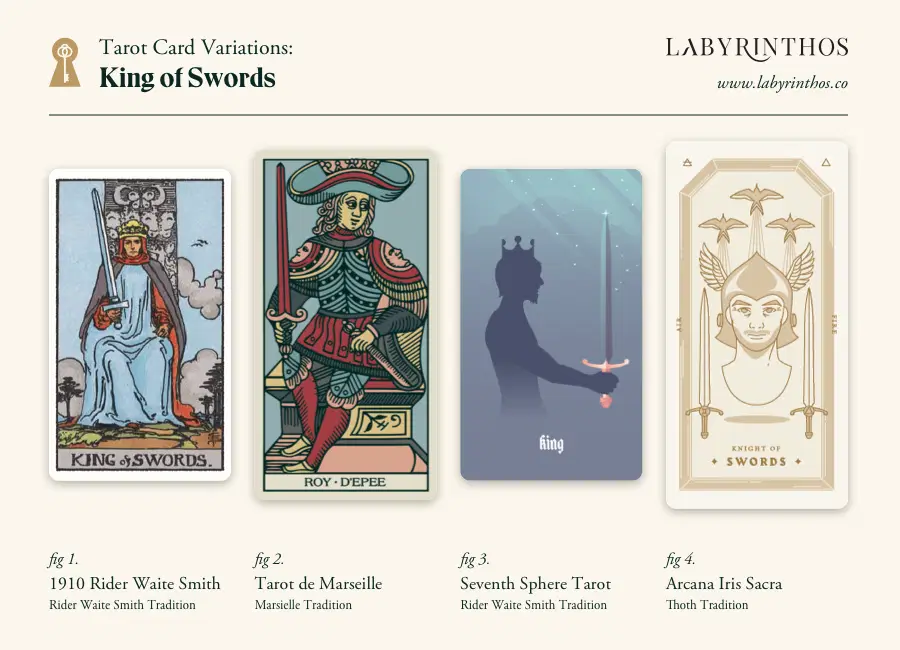 Tarot Card Variations:
King of Swords
LABYRINTHOS
www.labyrinthos.co
KING of SWORDS.
ROY · D'EPEE
king
AIR
FIRE
KNIGHT OF
SWORDS
fig 1.
1910 Rider Waite Smith
Rider Waite Smith Tradition
fig 2.
Tarot de Marseille
Marsielle Tradition
fig 3.
Seventh Sphere Tarot
Rider Waite Smith Tradition
fig 4.
Arcana Iris Sacra
Thoth Tradition